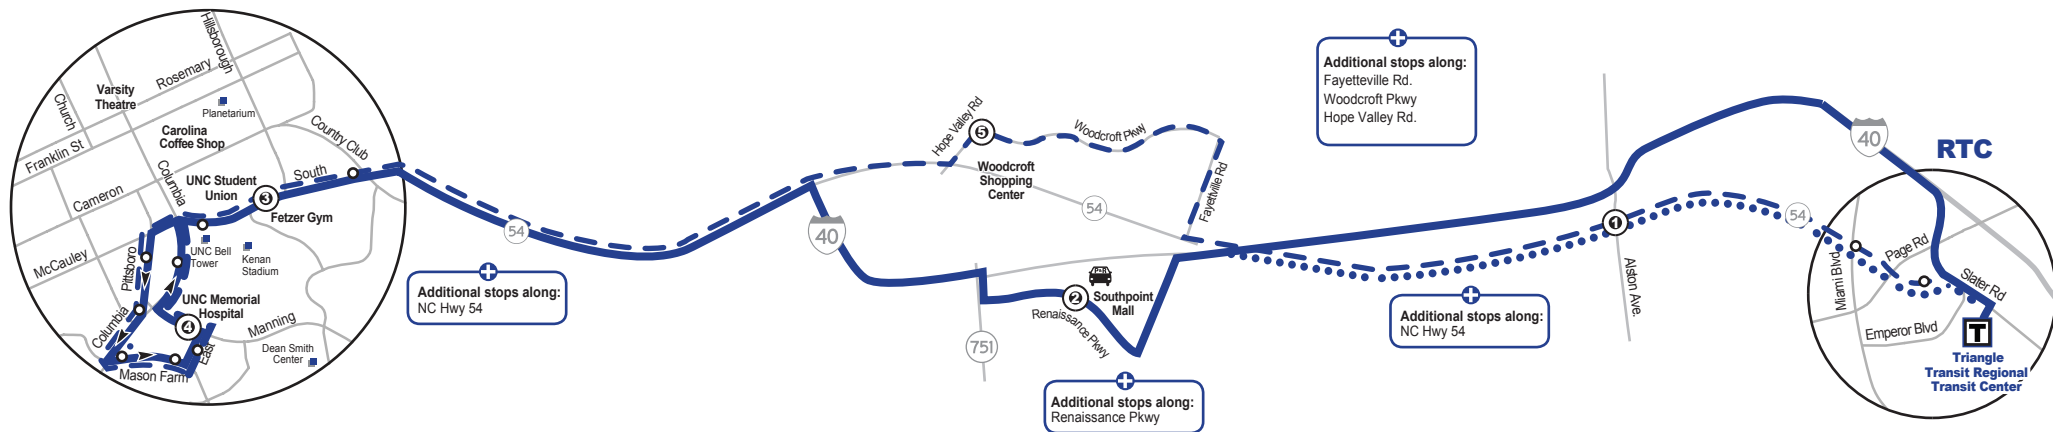 Hillsborough
Rosemary
Varsity
Theatre
Church
Planetarium
Carolina
Coffee Shop
Franklin St
Country Club
Columbia
Cameron
UNC Student
Union
South
3
Fetzer Gym
McCauley
Pittsboro
UNC Bell
Tower
Kenan
Stadium
UNC Memorial
Hospital
4
Columbia
Manning
East
Dean Smith
Center
Mason Farm
54
Additional stops along:
NC Hwy 54
40
Hope Valley Rd
5
Woodcroft Pkwy
Woodcroft
Shopping
Center
54
Fayettville Rd
2
Southpoint
Mall
Renaissance Pkwy
751
Additional stops along:
Renaissance Pkwy
Additional stops along:
Fayetteville Rd.
Woodcroft Pkwy
Hope Valley Rd.
1
Alston Ave.
Additional stops along:
NC Hwy 54
40
RTC
54
Miami Blvd
Page Rd
Slater Rd
Emperor Blvd
T
Triangle
Transit Regional
Transit Center